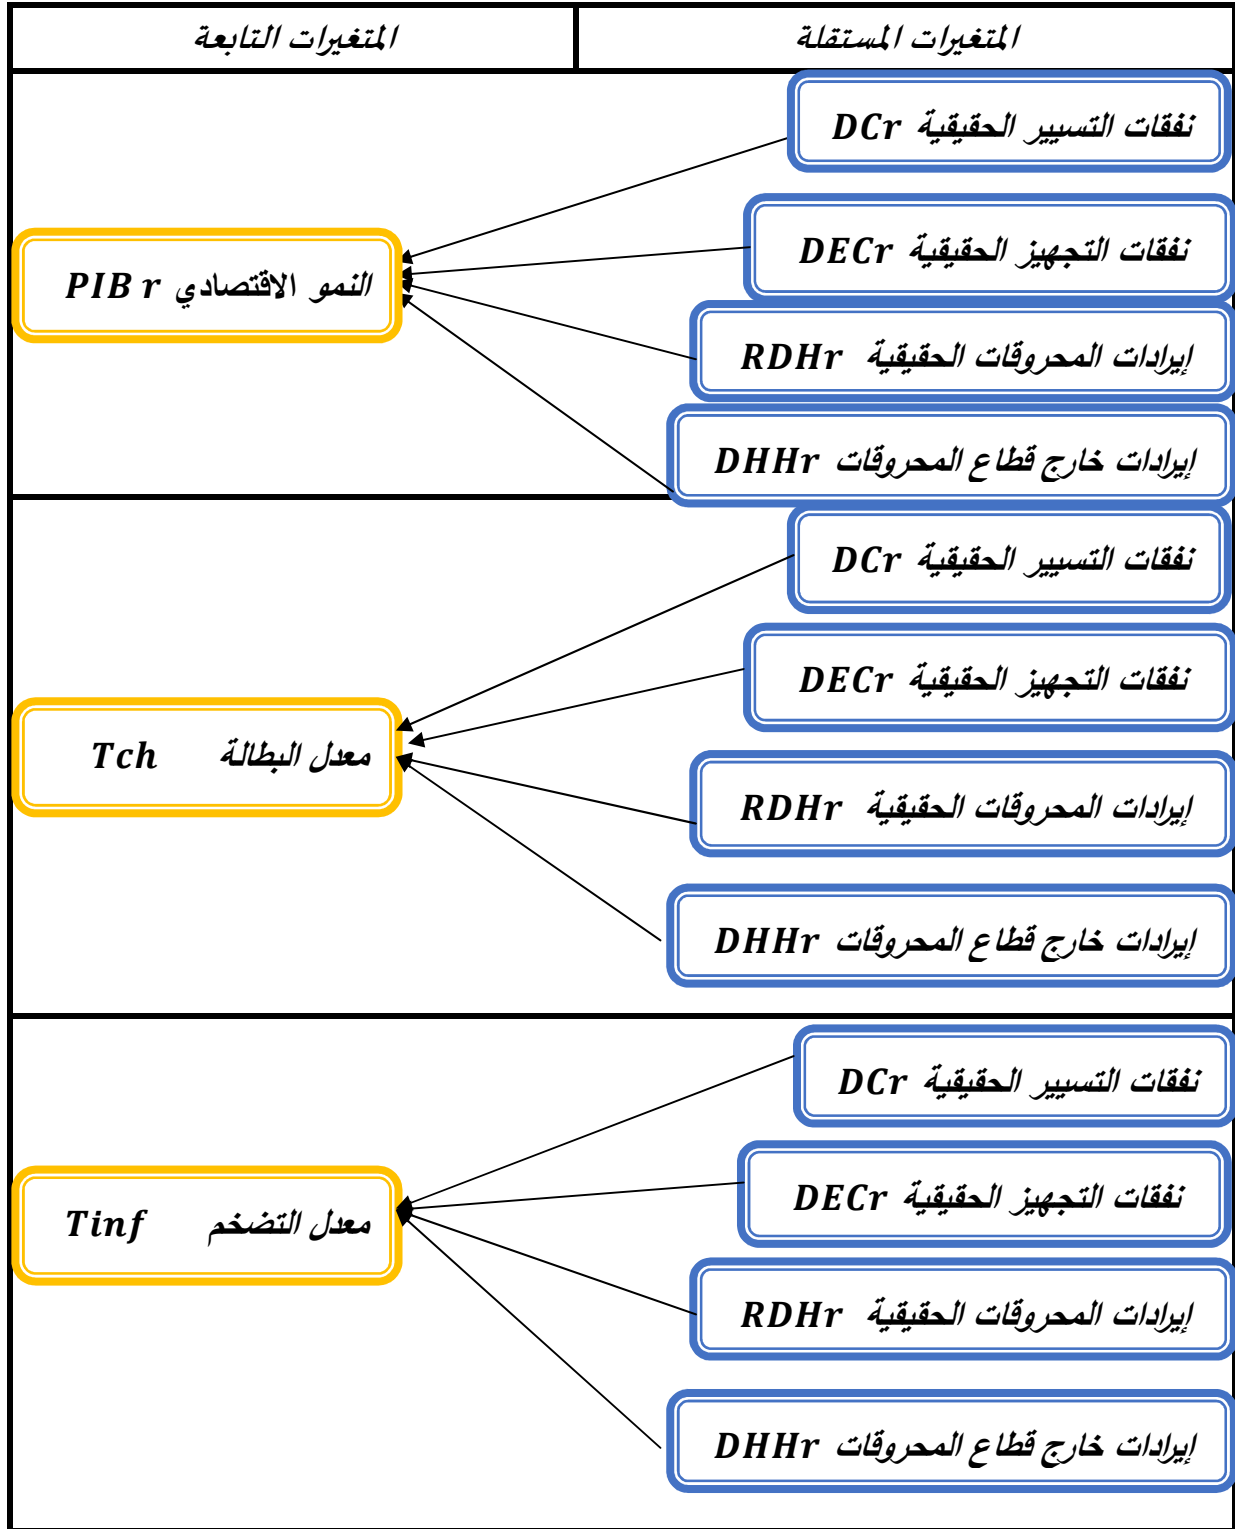 المتغيرات المستقلة
المتغيرات التابعة
نفقات التسيير الحقيقية DCr
نفقات التجهيز الحقيقية DECr
النمو الاقتصادي PIB r
إيرادات المحروقات الحقيقية RDHr
إيرادات خارج قطاع المحروقات DHHr
نفقات التسيير الحقيقية DCr
نفقات التجهيز الحقيقية DECr
معدل البطالة Tch
إيرادات المحروقات الحقيقية RDHr
إيرادات خارج قطاع المحروقات DHHr
نفقات التسيير الحقيقية DCr
نفقات التجهيز الحقيقية DECr
معدل التضخم Tinf
إيرادات المحروقات الحقيقية RDHr
إيرادات خارج قطاع المحروقات DHHr